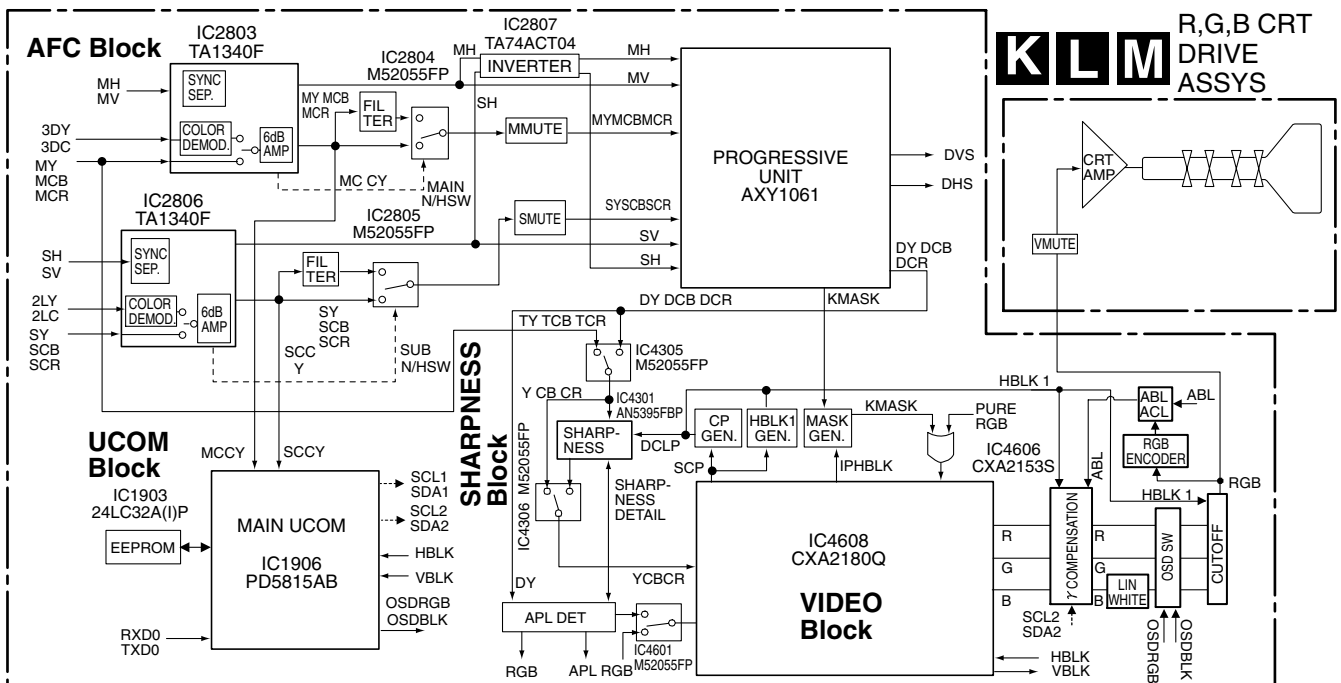 AFC Block
IC2803
TA1340F
MH
MV
SYNC
SEP.
3DY
3DC
COLOR
DEMOD.
6dB
AMP
MY
MCB
MCR
MC CY
IC2804
M52055FP
MY MCB
MCR
FIL
TER
MAIN
N/HSW
IC2807
TA74ACT04
MH
INVERTER
SH
MMUTE
MH
MV
MYMCBMCR
IC2806
TA1340F
SH
SV
SYNC
SEP.
2LY
2LC
COLOR
DEMOD.
6dB
AMP
SY
SCB
SCR
IC2805
M52055FP
FIL
TER
SY
SCB
SCR
SCC
Y
SUB
N/HSW
SMUTE
SYSCBSCR
SV
SH
PROGRESSIVE
UNIT
AXY1061
DVS
DHS
DY DCB
DCR
KMASK
K L M
R,G,B CRT
DRIVE
ASSYS
CRT
AMP
VMUTE
UCOM
Block
IC1903
24LC32A(I)P
EEPROM
MCCY
SCCY
MAIN UCOM
IC1906
PD5815AB
SCL1
SDA1
SCL2
SDA2
HBLK
VBLK
OSDRGB
OSDBLK
RXD0
TXD0
SHARPNESS
Block
DY DCB DCR
TY TCB TCR
IC4305
M52055FP
Y CB CR
IC4301
AN5395FBP
SHARP-
NESS
DCLP
IC4306 M52055FP
SHARP-
NESS
DETAIL
DY
YCBCR
APL DET
RGB
APL RGB
IC4601
M52055FP
CP
GEN.
HBLK1
GEN.
MASK
GEN.
SCP
IPHBLK
KMASK
PURE
RGB
IC4608
CXA2180Q
VIDEO
Block
HBLK
VBLK
HBLK 1
IC4606
CXA2153S
ABL
ABL
ACL
ABL
RGB
ENCODER
RGB
HBLK 1
R
G
B
γ COMPENSATION
R
G
B
LIN
WHITE
OSD SW
CUTOFF
SCL2
SDA2
OSDRGB
OSDBLK